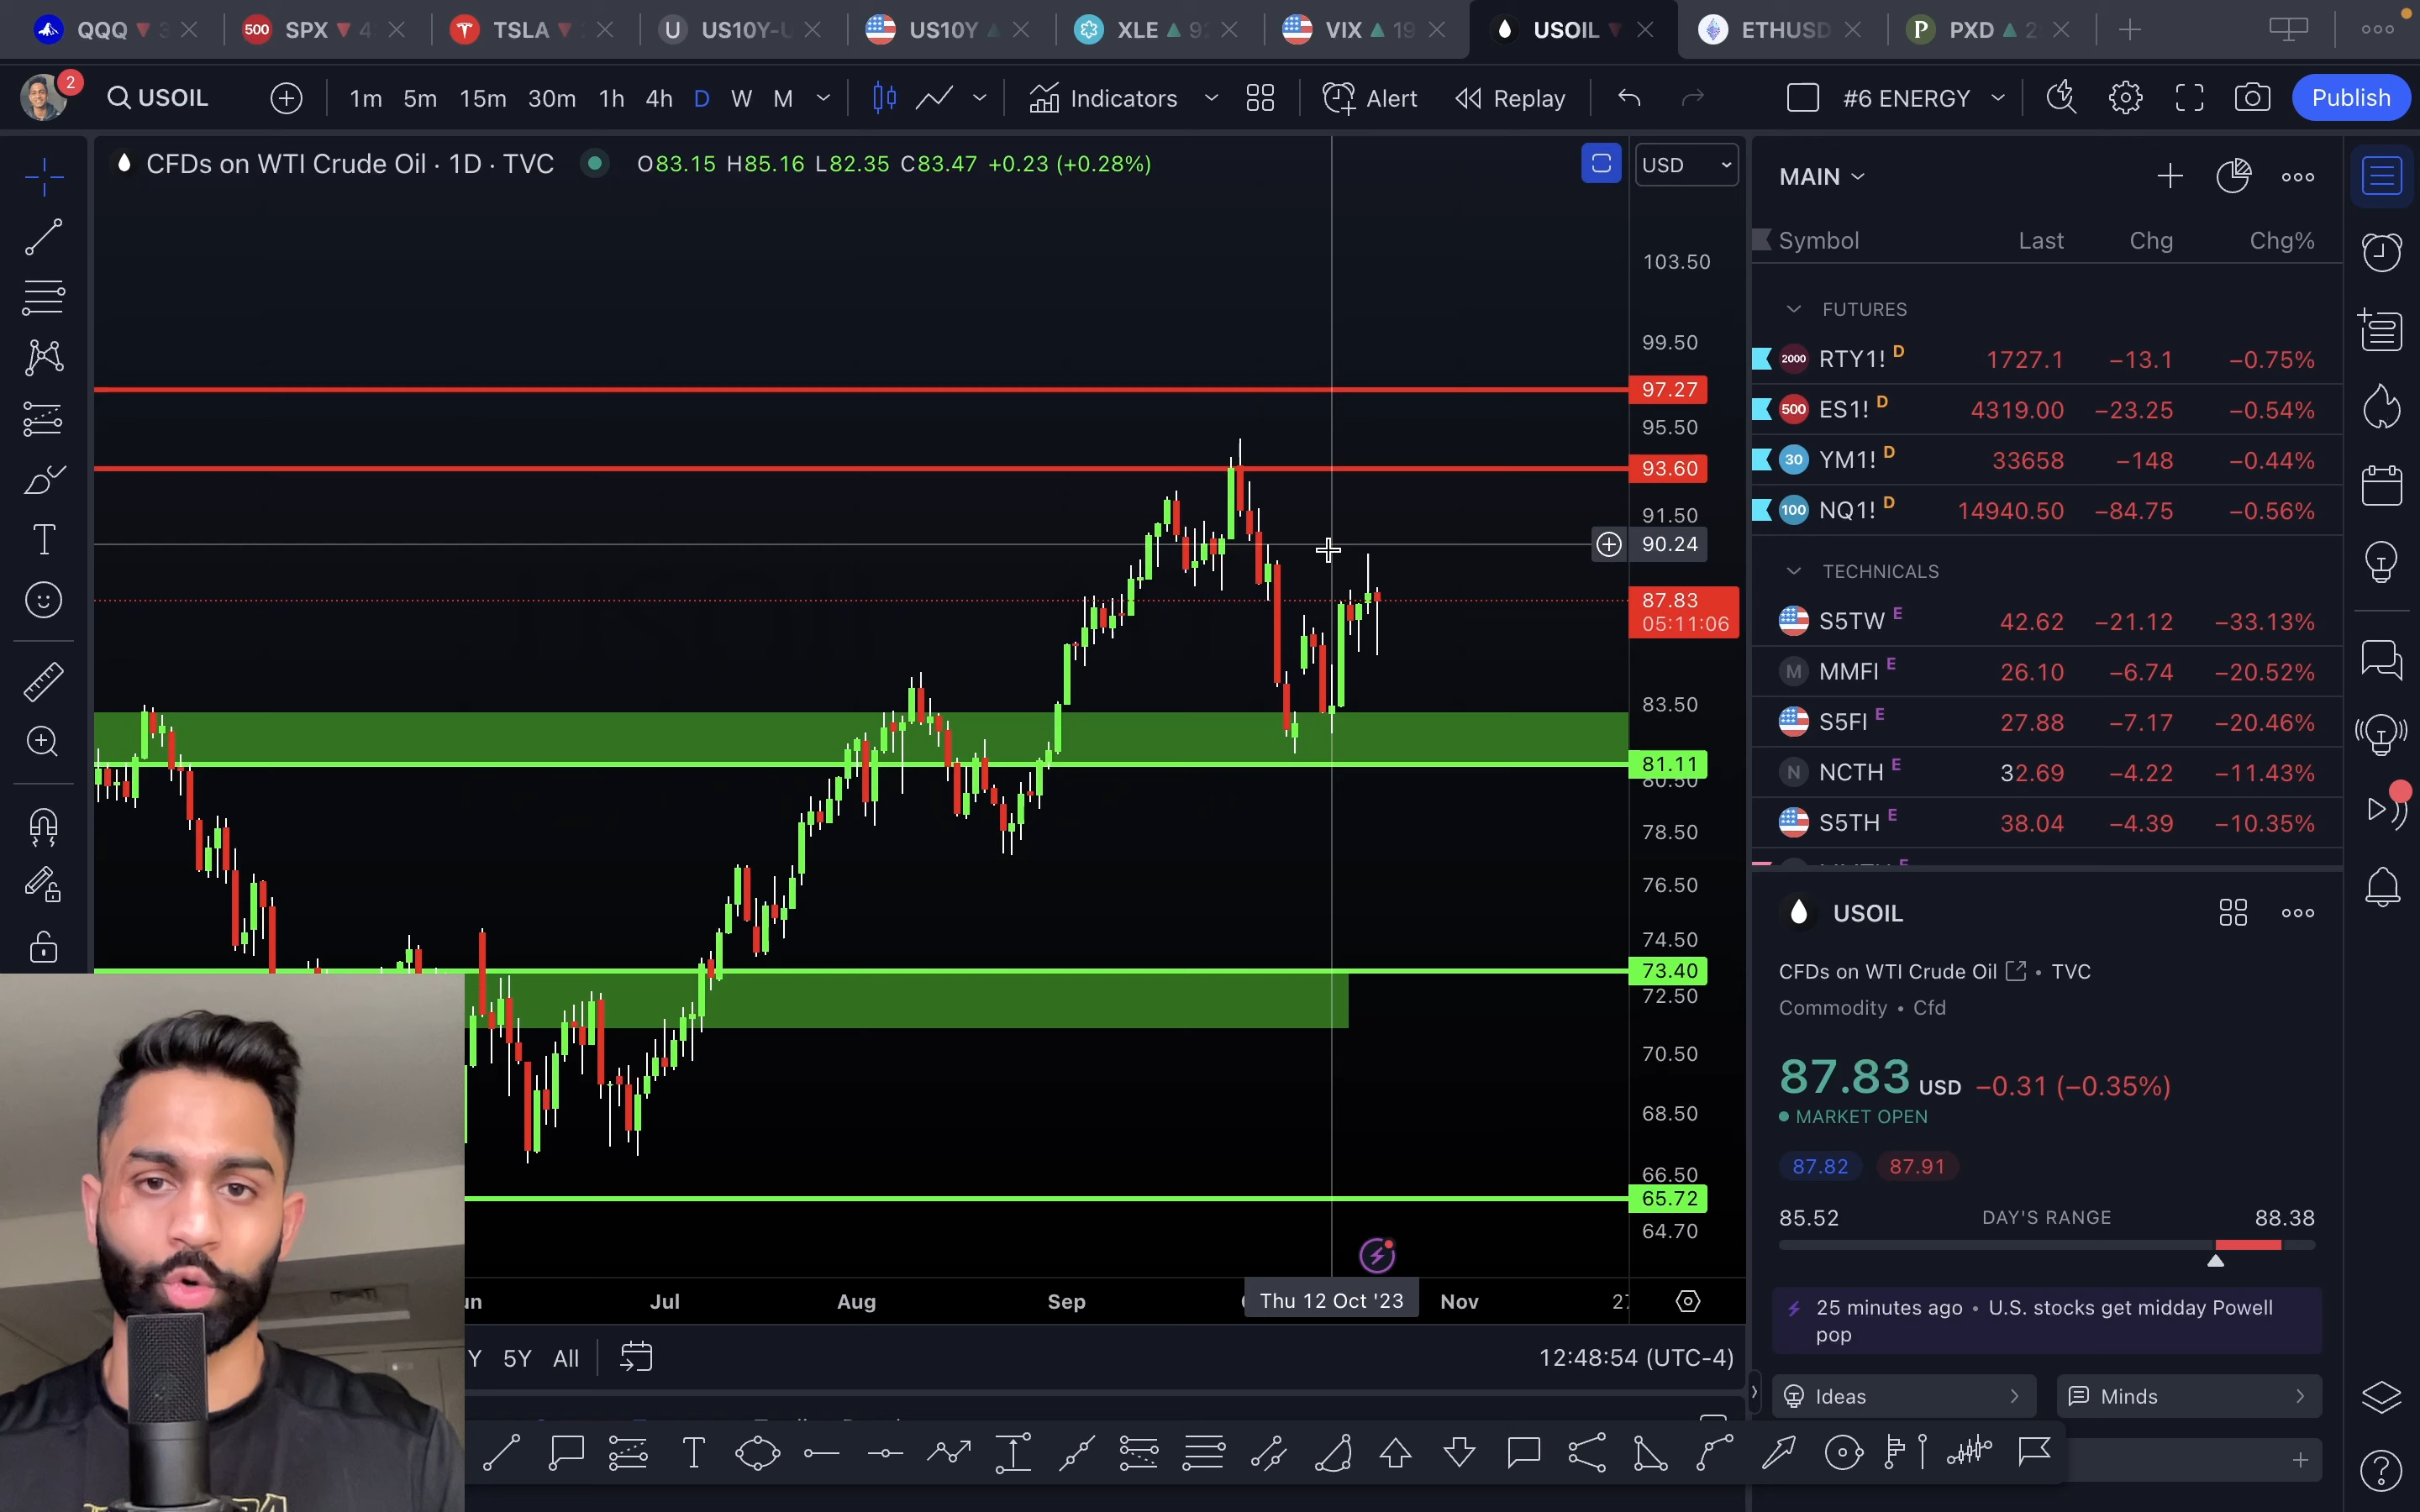 QQQ SPX 4 TSLA US10Y-U US10Y XLE 9 VIX 19 USOIL ETHUSD PXD 2
2 USOIL 1m 5m 15m 30m 1h 4h D W M Indicators Alert Replay #6 ENERGY Publish
CFDs on WTI Crude Oil · 1D · TVC O83.15 H85.16 L82.35 C83.47 +0.23 (+0.28%)
USD
103.50
99.50
97.27
95.50
93.60
91.50
90.24
87.83
05:11:06
83.50
81.11
80.50
78.50
76.50
74.50
73.40
72.50
70.50
68.50
66.50
65.72
64.70
un Jul Aug Sep Thu 12 Oct '23 Nov 27
Y 5Y All 12:48:54 (UTC-4)
MAIN
Symbol Last Chg Chg%
FUTURES
2000 RTY1! D 1727.1 −13.1 −0.75%
500 ES1! D 4319.00 −23.25 −0.54%
30 YM1! D 33658 −148 −0.44%
100 NQ1! D 14940.50 −84.75 −0.56%
TECHNICALS
S5TW E 42.62 −21.12 −33.13%
M MMFI E 26.10 −6.74 −20.52%
S5FI E 27.88 −7.17 −20.46%
N NCTH E 32.69 −4.22 −11.43%
S5TH E 38.04 −4.39 −10.35%
USOIL
CFDs on WTI Crude Oil • TVC
Commodity • Cfd
87.83 USD −0.31 (−0.35%)
MARKET OPEN
87.82 87.91
85.52 DAY'S RANGE 88.38
25 minutes ago • U.S. stocks get midday Powell
pop
Ideas Minds